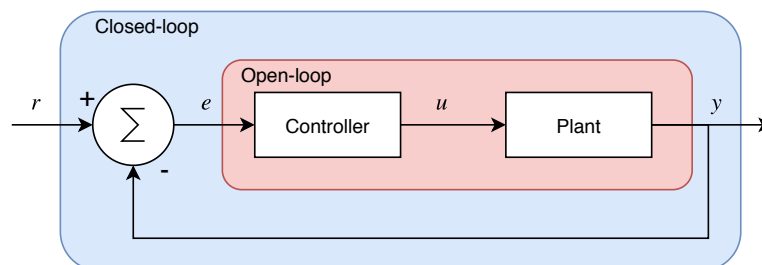 Closed-loop
Open-loop
r
+
Σ
e
Controller
u
Plant
y
-